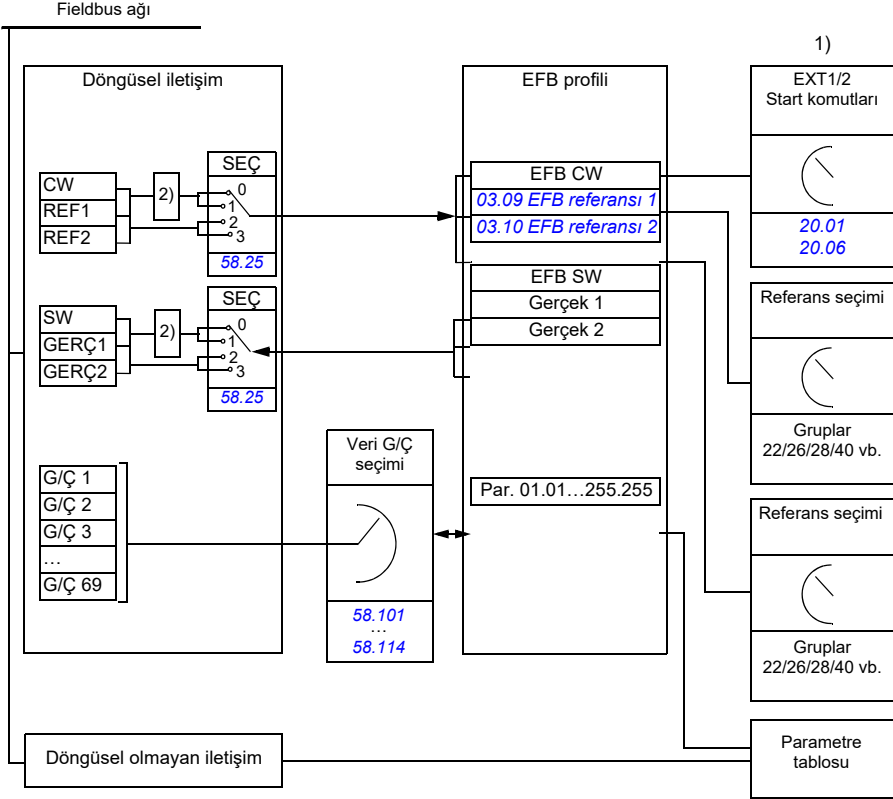 Fieldbus ağı
Döngüsel iletişim
CW
REF1
REF2
2)
SEÇ
0
1
2
3
58.25
SW
GERÇ1
GERÇ2
2)
SEÇ
0
1
2
3
58.25
G/Ç 1
G/Ç 2
G/Ç 3
…
G/Ç 69
Veri G/Ç
seçimi
58.101
…
58.114
EFB profili
EFB CW
03.09 EFB referansı 1
03.10 EFB referansı 2
EFB SW
Gerçek 1
Gerçek 2
Par. 01.01…255.255
1)
EXT1/2
Start komutları
20.01
20.06
Referans seçimi
Gruplar
22/26/28/40 vb.
Referans seçimi
Gruplar
22/26/28/40 vb.
Döngüsel olmayan iletişim
Parametre
tablosu